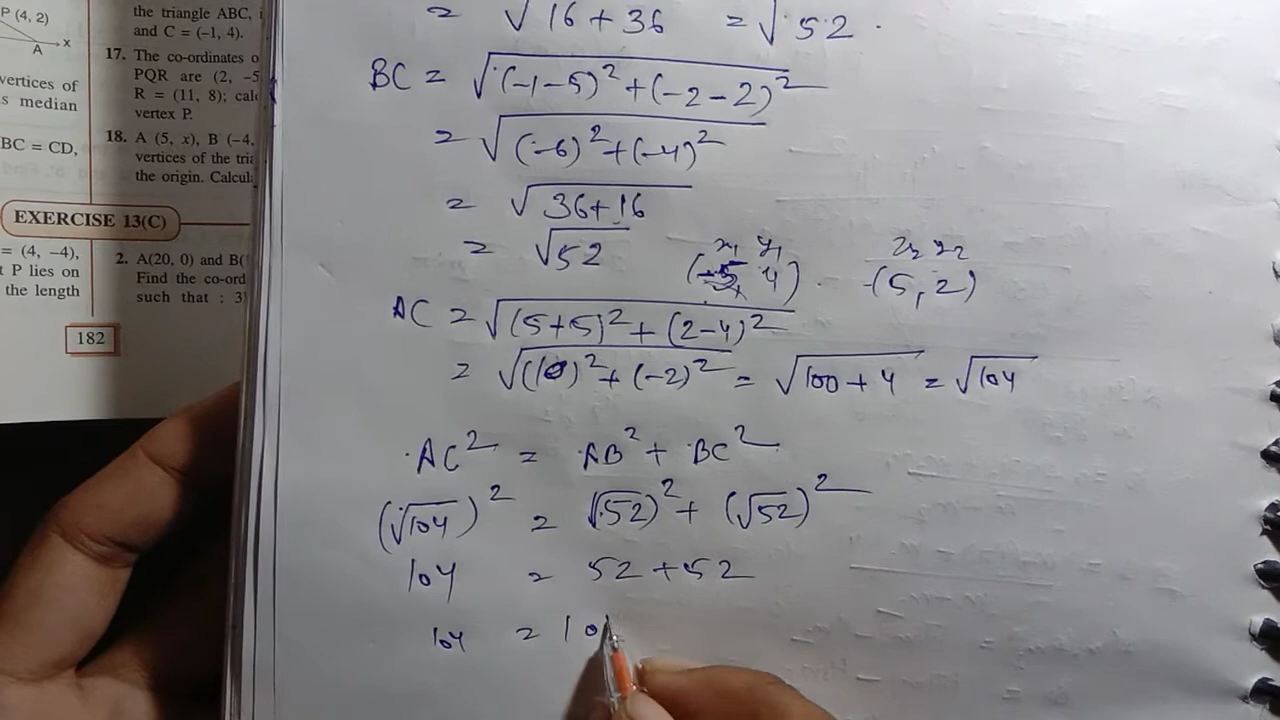 P (4, 2)
A x
vertices of
s median
BC = CD,
the triangle ABC,
and C = (−1, 4).
17. The co-ordinates o
PQR are (2, −5
R = (11, 8); calc
vertex P.
18. A (5, x), B (−4,
vertices of the tria
the origin. Calcul
EXERCISE 13(C)
= (4, −4),
t P lies on
the length
2. A(20, 0) and B(
Find the co-ord
such that : 3
182
= √16+36 = √52.
BC = √(-1-5)²+(-2-2)²
= √(-6)²+(-4)²
= √36+16
= √52
x₁ y₁ x₂ y₂
(-5, 4) (5, 2)
AC = √(5+5)²+(2-4)²
= √(10)²+(-2)² = √100+4 = √104
AC² = AB² + BC²
(√104)² = (√52)²+(√52)²
104 = 52+52
104 = 10